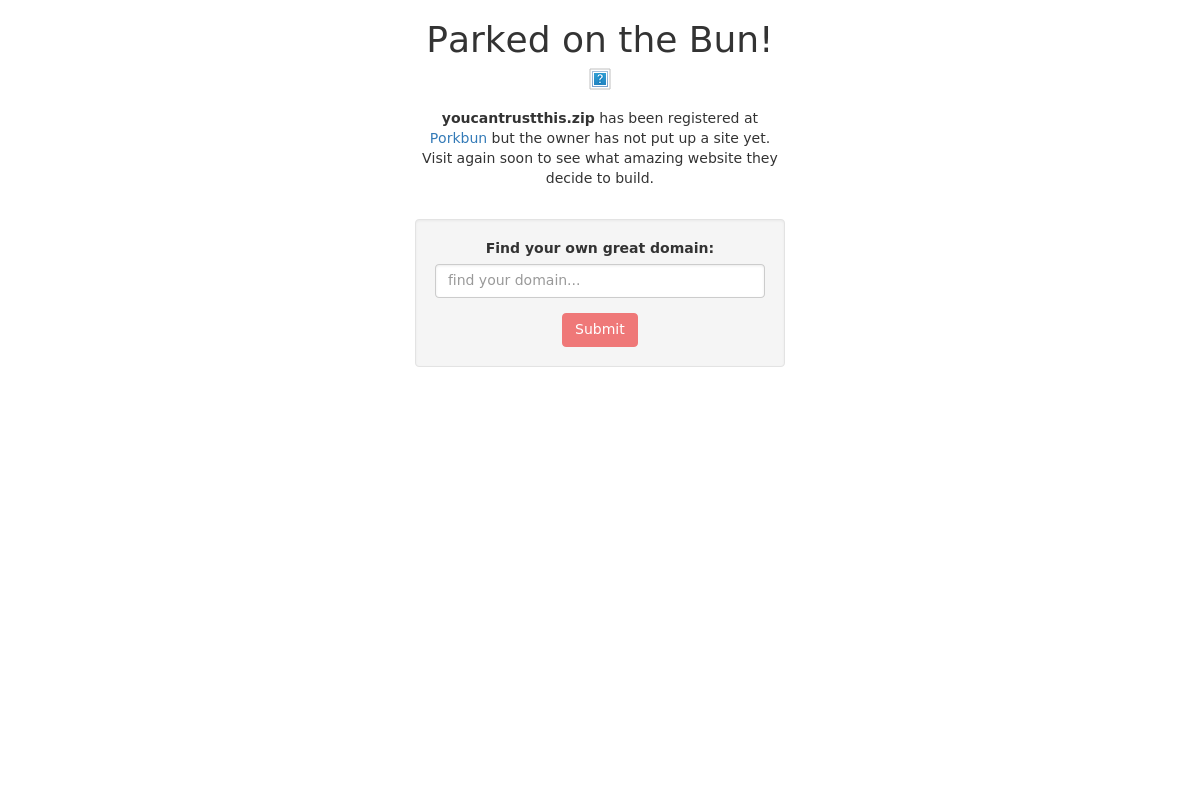 Parked on the Bun!
?
youcantrustthis.zip has been registered at
Porkbun but the owner has not put up a site yet.
Visit again soon to see what amazing website they
decide to build.
Find your own great domain:
find your domain...
Submit